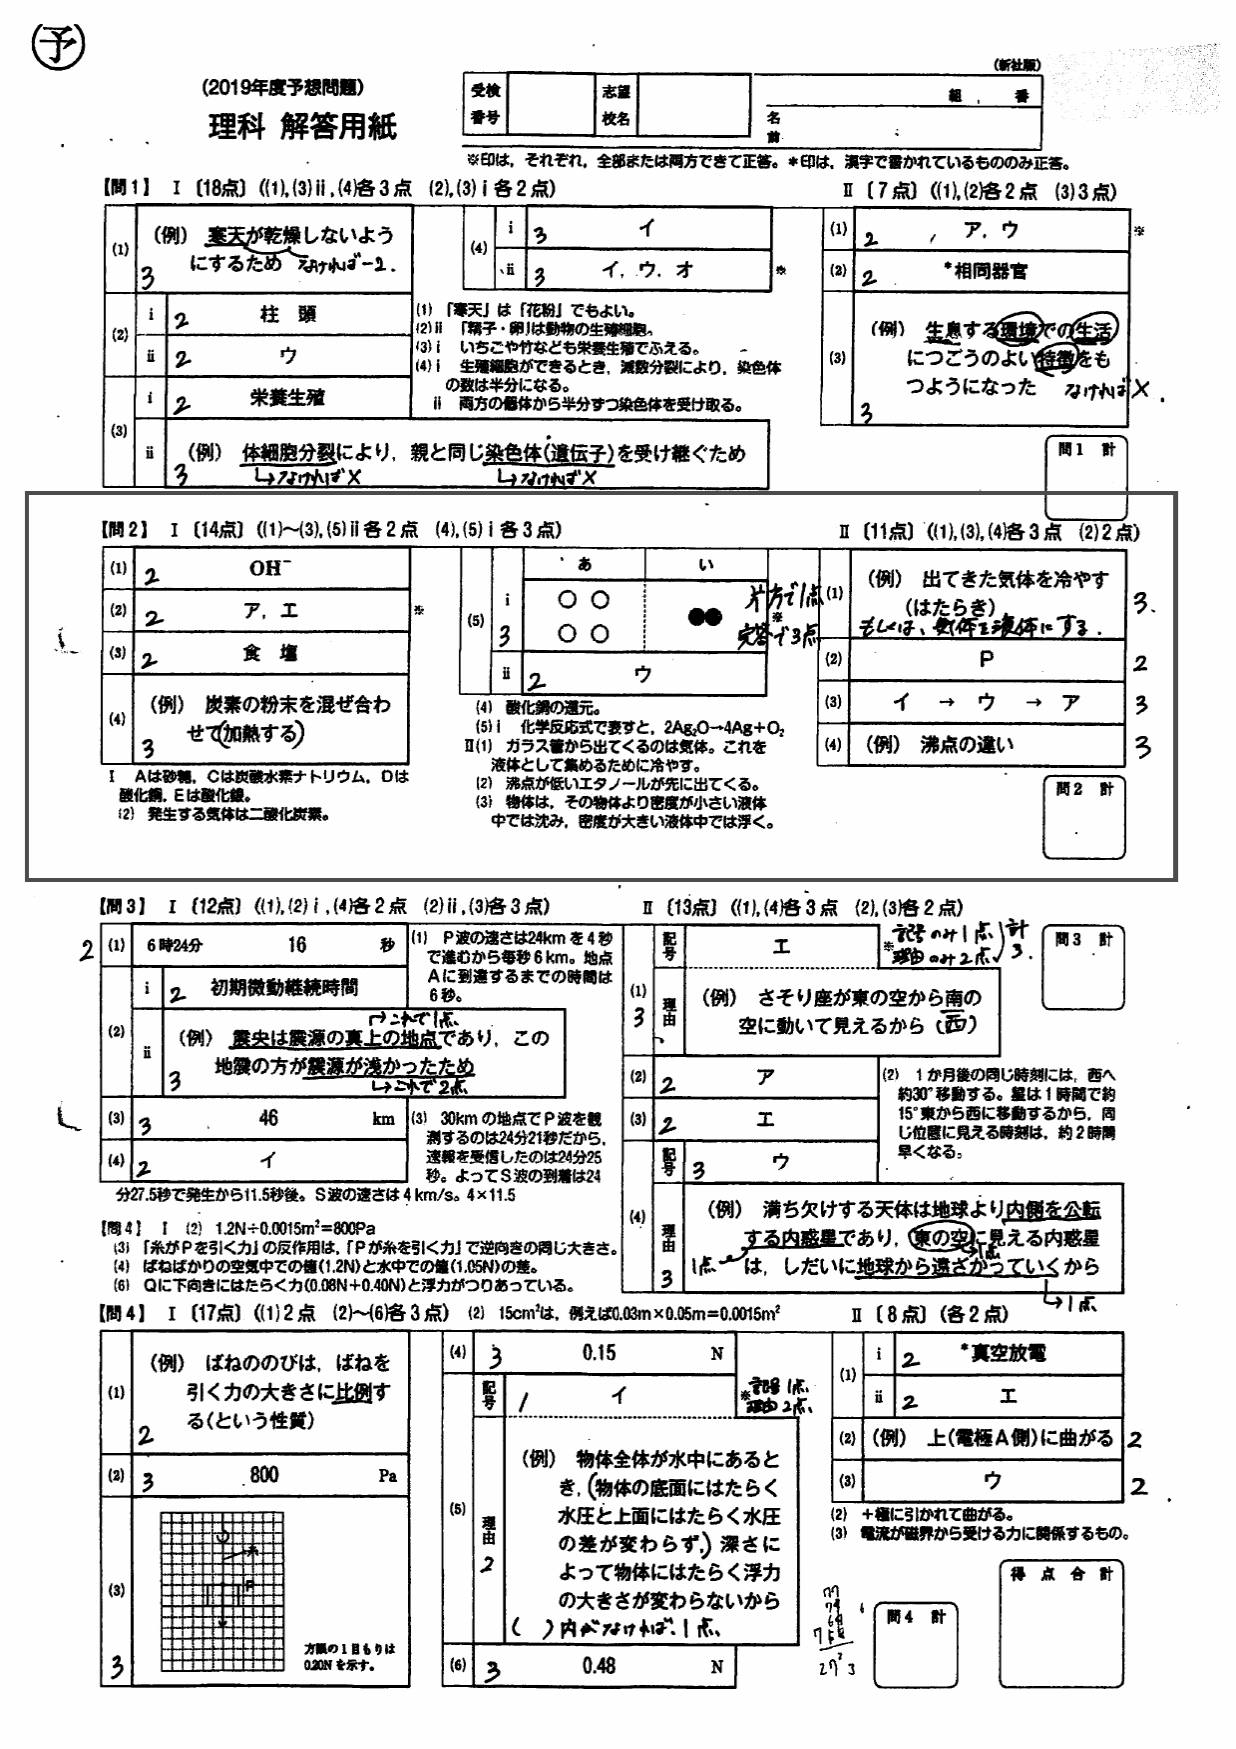 予
(新社版)
(2019年度予想問題)
理科 解答用紙
受検番号
志望校名
組 番
名前
※印は，それぞれ，全部または両方できて正答。*印は，漢字で書かれているもののみ正答。
【問1】 Ⅰ 〔18点〕((1),(3)ⅱ,(4)各3点 (2),(3)ⅰ各2点)
(1) (例) 寒天が乾燥しないよう
にするため なければ-2.
3
(2) ⅰ 2 柱頭
ⅱ 2 ウ
(3) ⅰ 2 栄養生殖
ⅱ (例) 体細胞分裂により，親と同じ染色体(遺伝子)を受け継ぐため
3 ↳なければX ↳なければX
(4) ⅰ 3 イ
ⅱ 3 イ，ウ，オ ※
(1) 「寒天」は「花粉」でもよい。
(2)ⅱ 「精子・卵」は動物の生殖細胞。
(3)ⅰ いちごや竹なども栄養生殖でふえる。
(4)ⅰ 生殖細胞ができるとき，減数分裂により，染色体
の数は半分になる。
ⅱ 両方の個体から半分ずつ染色体を受け取る。
Ⅱ 〔7点〕((1),(2)各2点 (3)3点)
(1) 2 ア，ウ ※
(2) 2 *相同器官
(3) (例) 生息する環境での生活
につごうのよい特徴をも
つようになった なければX.
3
問1 計
【問2】 Ⅰ 〔14点〕((1)～(3),(5)ⅱ各2点 (4),(5)ⅰ各3点)
(1) 2 OH⁻
(2) 2 ア，エ ※
(3) 2 食塩
(4) (例) 炭素の粉末を混ぜ合わ
3 せて(加熱する)
Ⅰ Aは砂糖，Cは炭酸水素ナトリウム，Dは
酸化銅，Eは酸化銀。
(2) 発生する気体は二酸化炭素。
あ い
(5) ⅰ 3 ○○ ○○ ●● ※
片方で1点
完答で3点
ⅱ 2 ウ
(4) 酸化銅の還元。
(5)ⅰ 化学反応式で表すと，2Ag₂O→4Ag+O₂
Ⅱ(1) ガラス管から出てくるのは気体。これを
液体として集めるために冷やす。
(2) 沸点が低いエタノールが先に出てくる。
(3) 物体は，その物体より密度が小さい液体
中では沈み，密度が大きい液体中では浮く。
Ⅱ 〔11点〕((1),(3),(4)各3点 (2)2点)
(1) (例) 出てきた気体を冷やす
(はたらき) 3.
もしくは、気体を液体にする.
(2) P 2
(3) イ → ウ → ア 3
(4) (例) 沸点の違い 3
問2 計
【問3】 Ⅰ 〔12点〕((1),(2)ⅰ,(4)各2点 (2)ⅱ,(3)各3点)
2 (1) 6時24分 16 秒
(2) ⅰ 2 初期微動継続時間
↱これで1点.
ⅱ (例) 震央は震源の真上の地点であり，この
地震の方が震源が浅かったため
3 ↳これで2点.
(3) 3 46 km
(4) 2 イ
(1) P波の速さは24kmを4秒
で進むから毎秒6km。地点
Aに到達するまでの時間は
6秒。
(3) 30kmの地点でP波を観
測するのは24分21秒だから，
速報を受信したのは24分25
秒。よってS波の到着は24
分27.5秒で発生から11.5秒後。S波の速さは4km/s。4×11.5
Ⅱ 〔13点〕((1),(4)各3点 (2),(3)各2点)
(1) 記号 エ ※
記号のみ1点
理由のみ2点 計3.
3 理由 (例) さそり座が東の空から南の
空に動いて見えるから (西)
(2) 2 ア
(3) 2 エ
(2) 1か月後の同じ時刻には，西へ
約30°移動する。星は1時間で約
15°東から西に移動するから，同
じ位置に見える時刻は，約2時間
早くなる。
(4) 記号 3 ウ
理由 (例) 満ち欠けする天体は地球より内側を公転
する内惑星であり，(東の空)に見える内惑星
1点 は，しだいに地球から遠ざかっていくから
3 1点 ↳1点.
問3 計
【問4】 Ⅰ (2) 1.2N÷0.0015m²=800Pa
(3) 「糸がPを引く力」の反作用は，「Pが糸を引く力」で逆向きの同じ大きさ。
(4) ばねばかりの空気中での値(1.2N)と水中での値(1.05N)の差。
(6) Qに下向きにはたらく力(0.08N+0.40N)と浮力がつりあっている。
【問4】 Ⅰ 〔17点〕((1)2点 (2)～(6)各3点) (2) 15cm²は，例えば0.03m×0.05m=0.0015m²
(1) (例) ばねののびは，ばねを
引く力の大きさに比例す
る(という性質)
2
(2) 3 800 Pa
(3) 3 糸 P
方眼の1目もりは
0.20Nを示す。
(4) 3 0.15 N
(5) 記号 1 イ ※
記号1点.
理由2点.
理由 2 (例) 物体全体が水中にあると
き，(物体の底面にはたらく
水圧と上面にはたらく水圧
の差が変わらず，) 深さに
よって物体にはたらく浮力
の大きさが変わらないから
( )内がなければ、1点.
(6) 3 0.48 N
Ⅱ 〔8点〕(各2点)
(1) ⅰ 2 *真空放電
ⅱ 2 エ
(2) (例) 上(電極A側)に曲がる 2
(3) ウ 2
(2) +極に引かれて曲がる。
(3) 電流が磁界から受ける力に関係するもの。
問4 計
得点合計